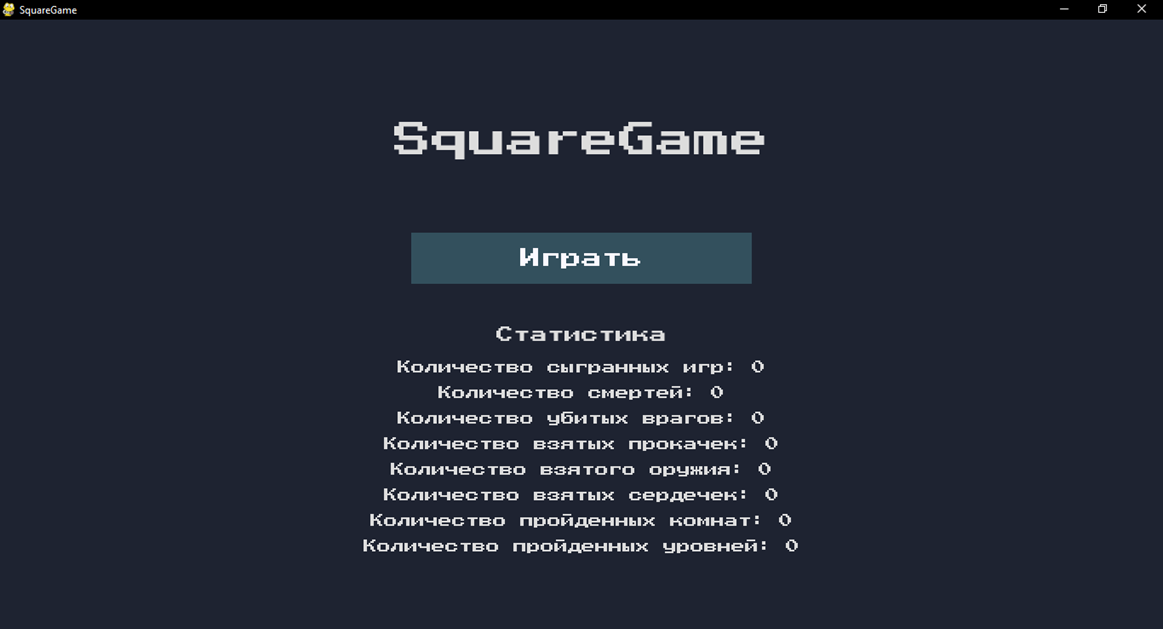 SquareGame
SquareGame
Играть
Статистика
Количество сыгранных игр: 0
Количество смертей: 0
Количество убитых врагов: 0
Количество взятых прокачек: 0
Количество взятого оружия: 0
Количество взятых сердечек: 0
Количество пройденных комнат: 0
Количество пройденных уровней: 0